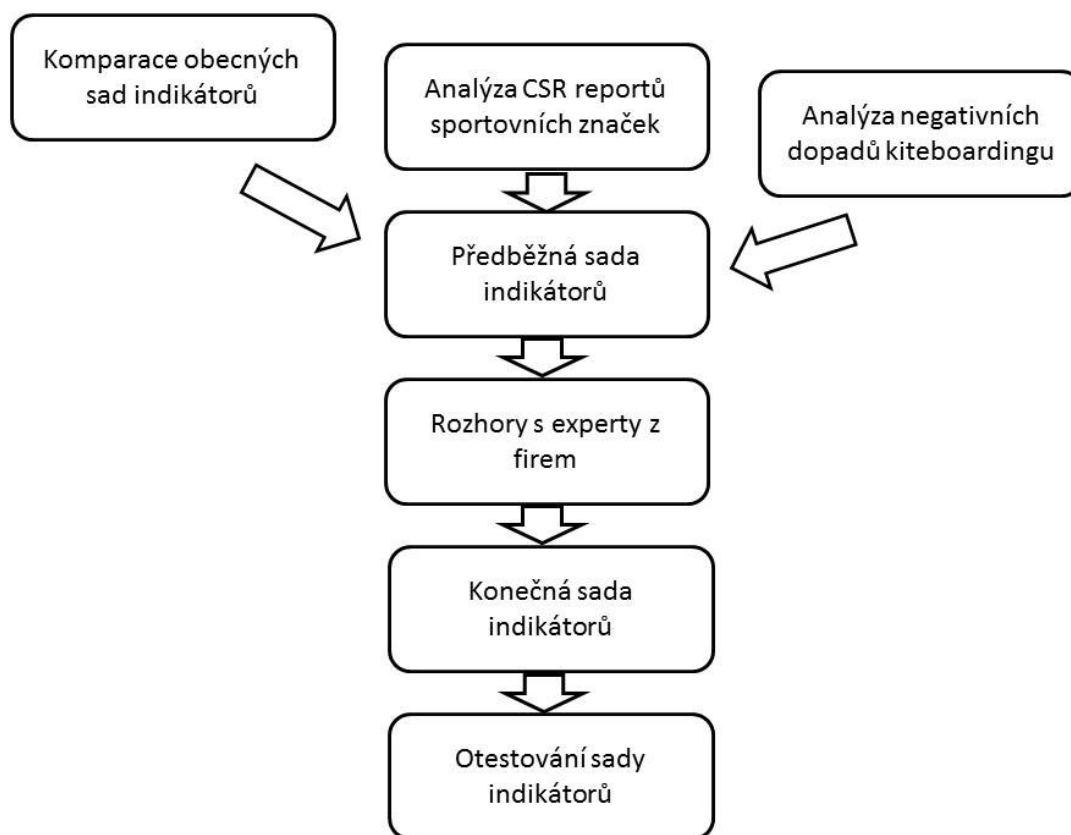 Komparace obecných
sad indikátorů
Analýza CSR reportů
sportovních značek
Analýza negativních
dopadů kiteboardingu
Předběžná sada
indikátorů
Rozhory s experty z
firem
Konečná sada
indikátorů
Otestování sady
indikátorů